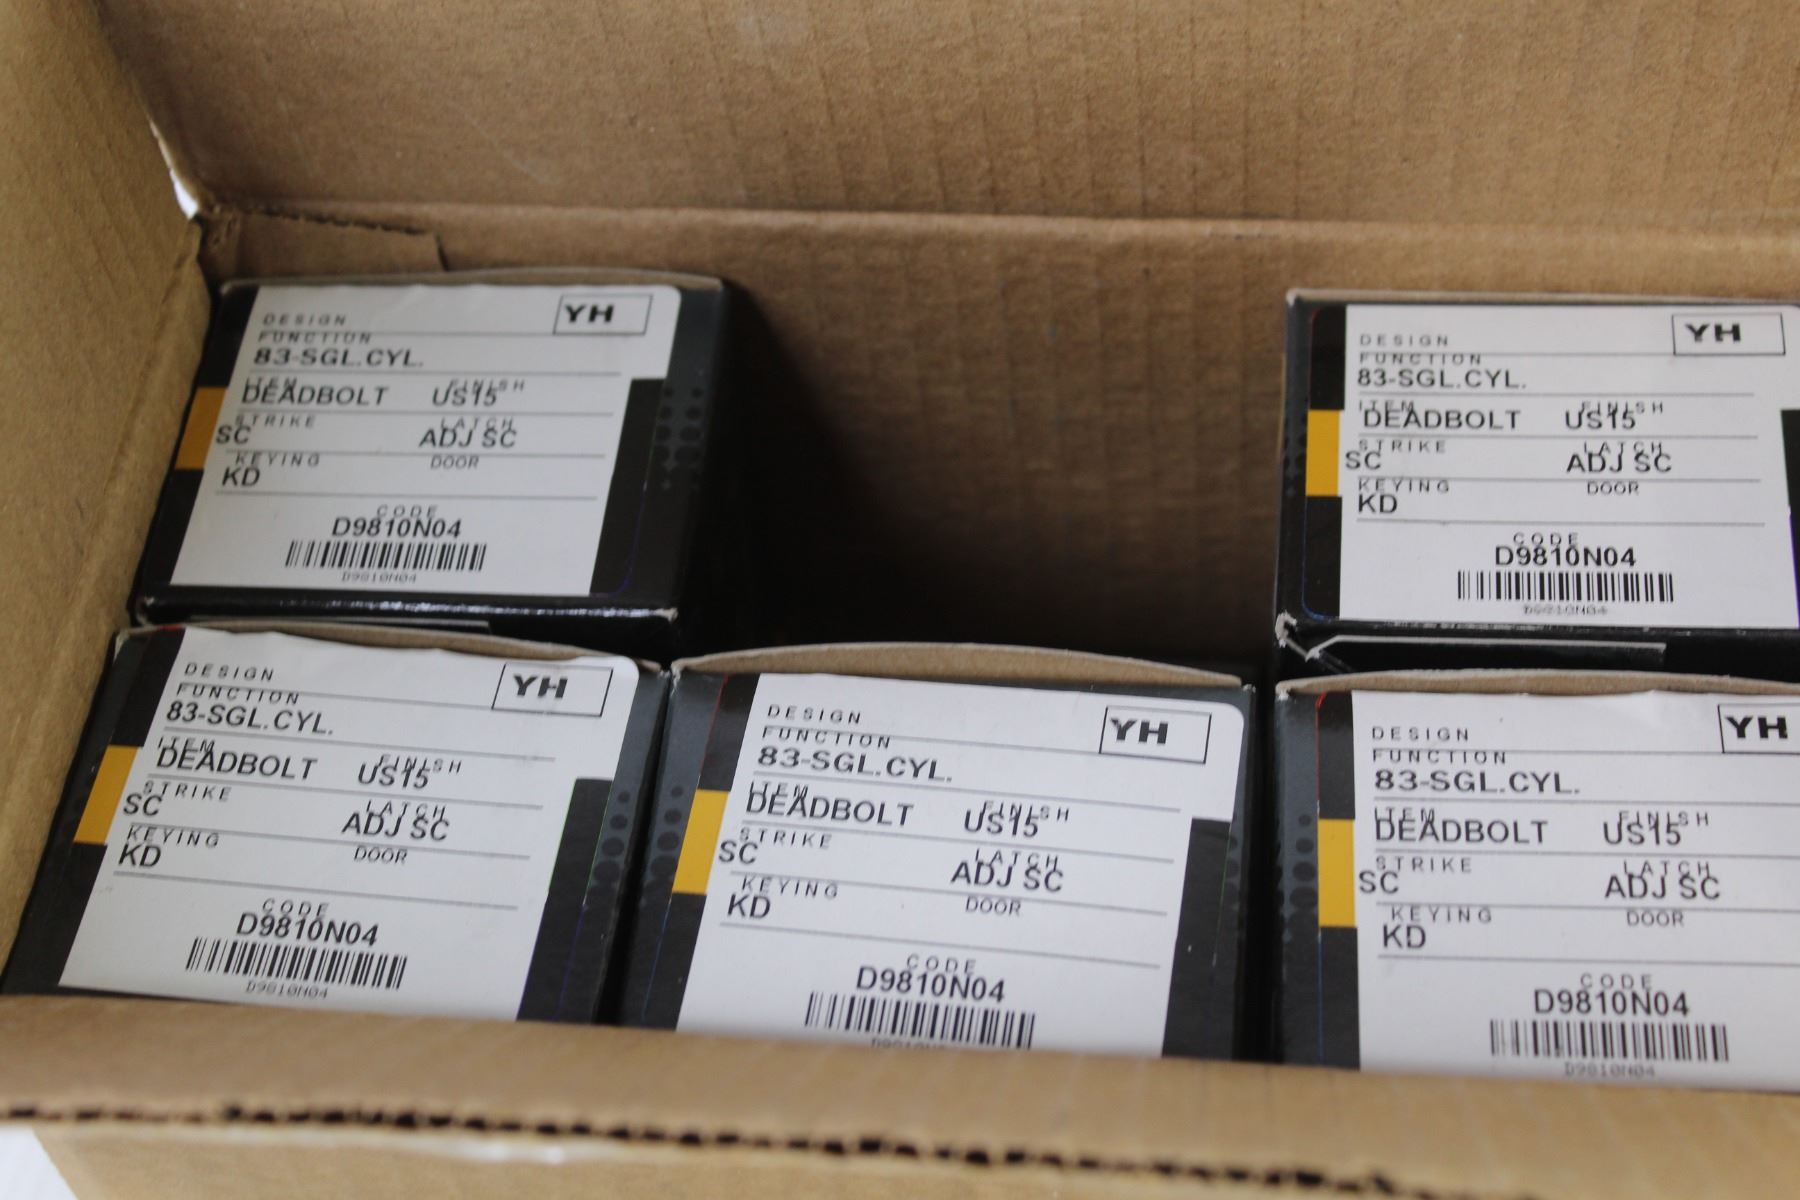 DESIGN YH
FUNCTION
83-SGL.CYL.
ITEM FINISH
DEADBOLT US15
STRIKE LATCH
SC ADJ SC
KEYING DOOR
KD
CODE
D9810N04
D9810N04
DESIGN YH
FUNCTION
83-SGL.CYL.
ITEM FINISH
DEADBOLT US15
STRIKE LATCH
SC ADJ SC
KEYING DOOR
KD
CODE
D9810N04
D9810N04
DESIGN YH
FUNCTION
83-SGL.CYL.
ITEM FINISH
DEADBOLT US15
STRIKE LATCH
SC ADJ SC
KEYING DOOR
KD
CODE
D9810N04
D9810N04
DESIGN YH
FUNCTION
83-SGL.CYL.
ITEM FINISH
DEADBOLT US15
STRIKE LATCH
SC ADJ SC
KEYING DOOR
KD
CODE
D9810N04
DESIGN YH
FUNCTION
83-SGL.CYL.
ITEM FINISH
DEADBOLT US15
STRIKE LATCH
SC ADJ SC
KEYING DOOR
KD
CODE
D9810N04
D9810N04